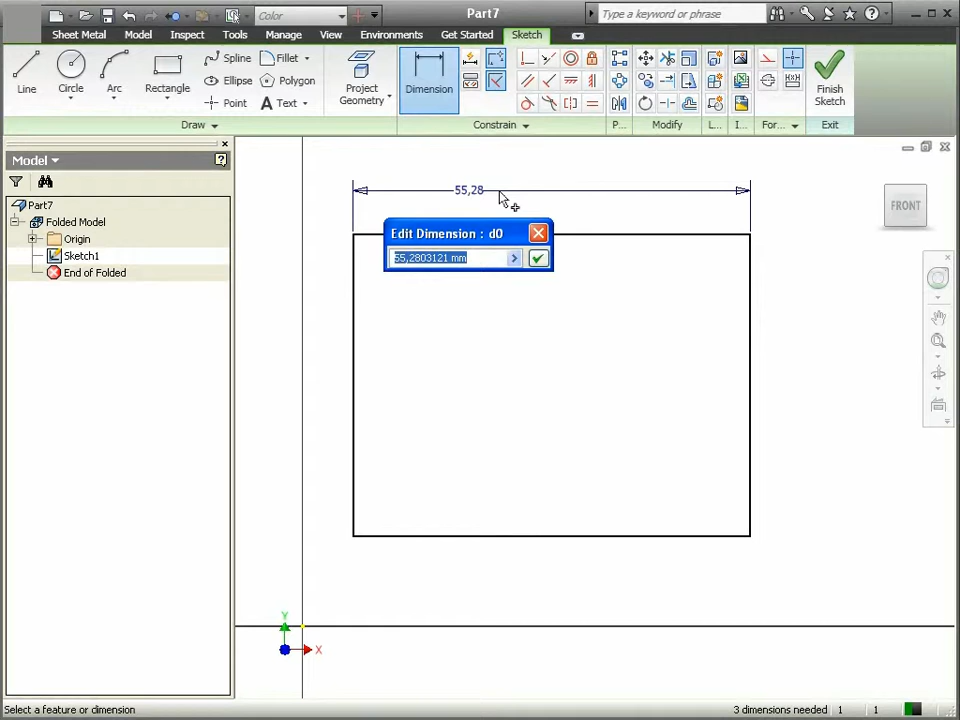 Color
Part7
Type a keyword or phrase
Sheet Metal Model Inspect Tools Manage View Environments Get Started Sketch
Line
Circle
Arc
Rectangle
Spline
Ellipse
Point
Fillet
Polygon
A Text
Dimension
Project
Geometry
Finish
Sketch
Draw
Constrain
P...
Modify
L...
I...
For...
Exit
Model
Part7
Folded Model
Origin
Sketch1
End of Folded
55,28
Edit Dimension : d0
55,2803121 mm
FRONT
Y
X
Select a feature or dimension
3 dimensions needed 1 1